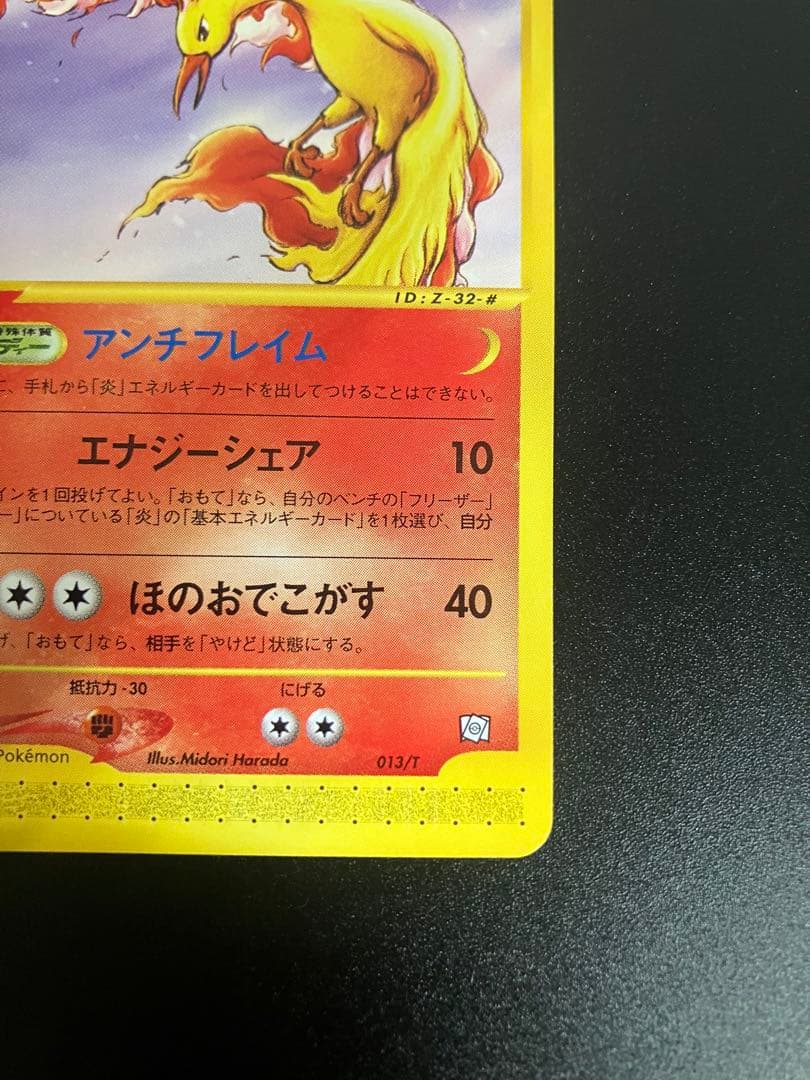 ID:Z-32-#
特殊体質
ディー
アンチフレイム
に、手札から「炎」エネルギーカードを出してつけることはできない。
エナジーシェア 10
インを1回投げてよい。「おもて」なら、自分のベンチの「フリーザー」
ー」についている「炎」の「基本エネルギーカード」を1枚選び、自分
ほのおでこがす 40
げ、「おもて」なら、相手を「やけど」状態にする。
抵抗力 -30 にげる
Pokémon Illus.Midori Harada 013/T